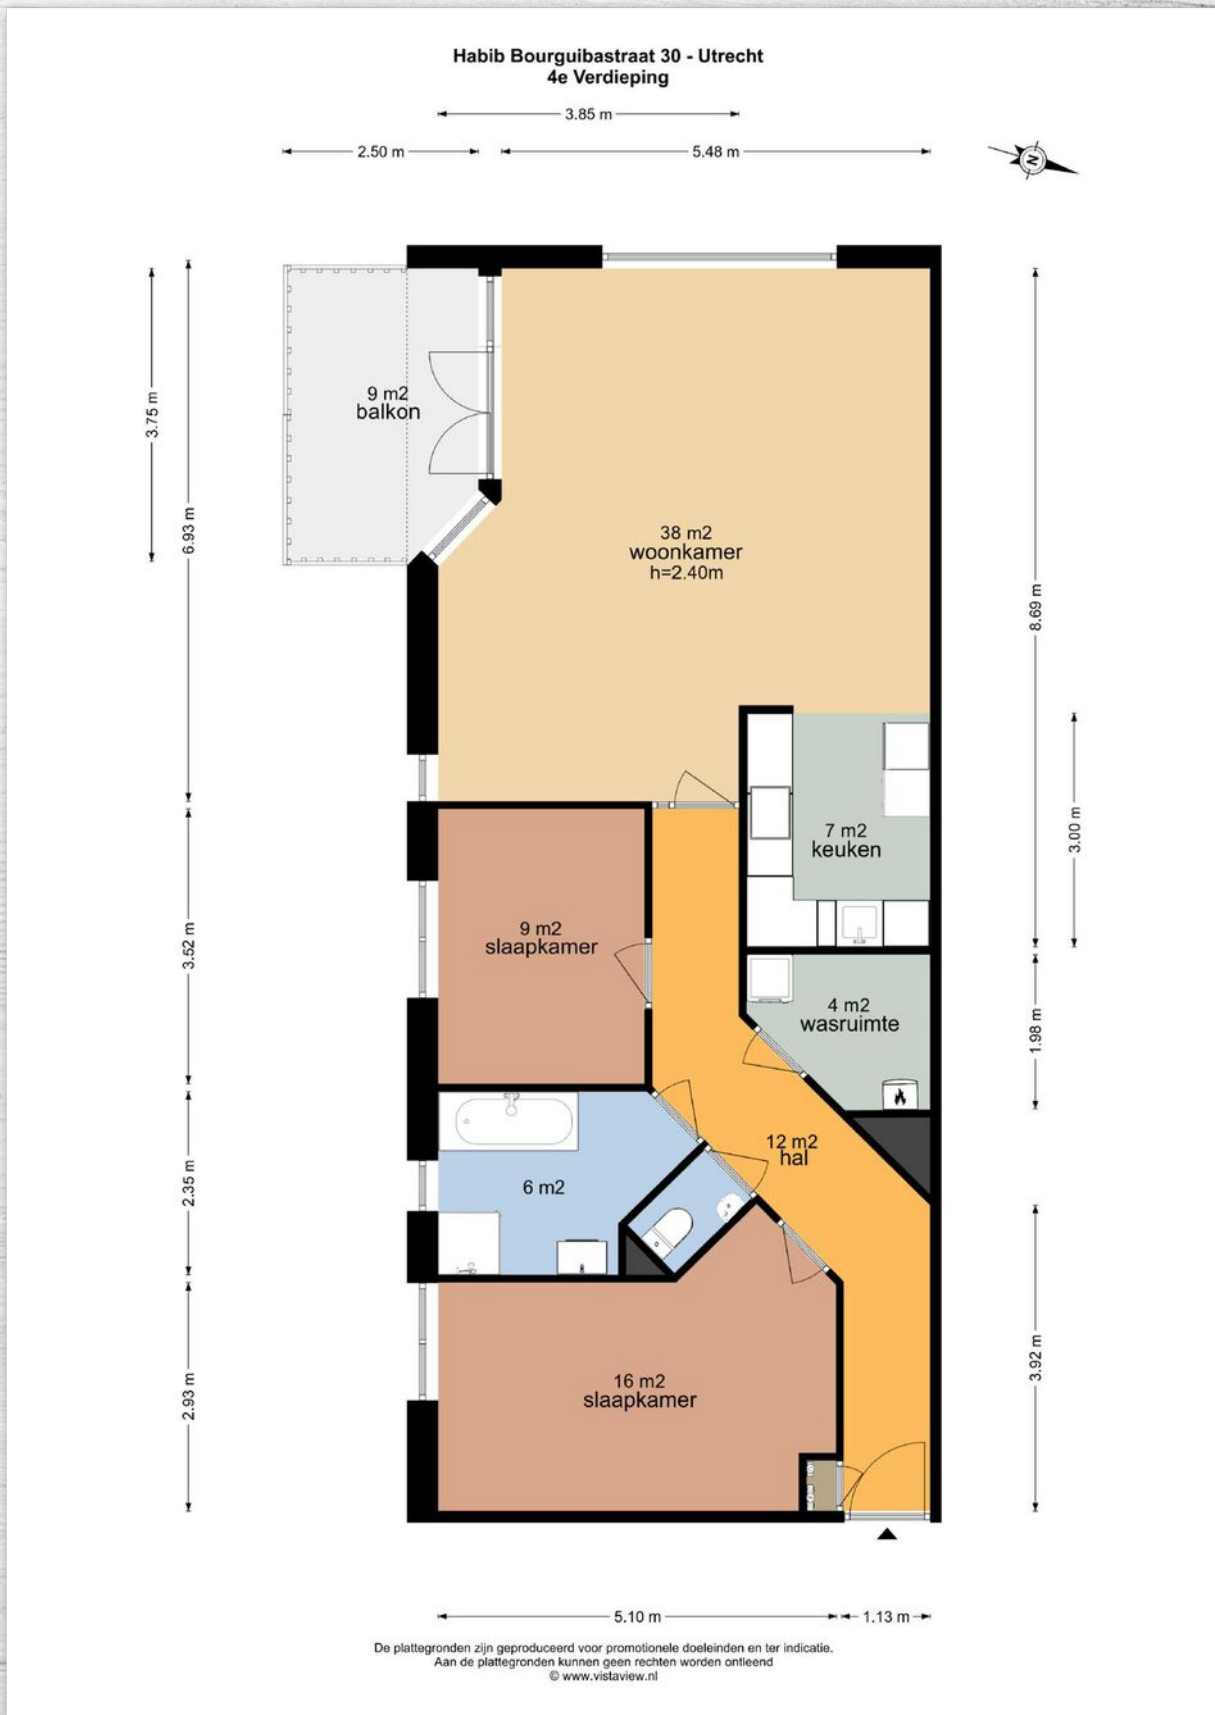 Habib Bourguibastraat 30 - Utrecht
4e Verdieping
3.85 m
2.50 m
5.48 m
N
9 m2
balkon
3.75 m
6.93 m
38 m2
woonkamer
h=2.40m
8.69 m
7 m2
keuken
3.00 m
9 m2
slaapkamer
3.52 m
4 m2
wasruimte
1.98 m
12 m2
hal
6 m2
2.35 m
16 m2
slaapkamer
2.93 m
3.92 m
5.10 m
1.13 m
De plattegronden zijn geproduceerd voor promotionele doeleinden en ter indicatie.
Aan de plattegronden kunnen geen rechten worden ontleend
© www.vistaview.nl